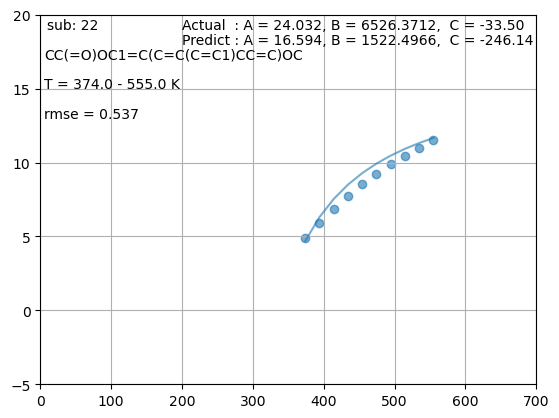 sub: 22
Actual  : A = 24.032, B = 6526.3712,  C = -33.50
Predict : A = 16.594, B = 1522.4966,  C = -246.14
CC(=O)OC1=C(C=C(C=C1)CC=C)OC
T = 374.0 - 555.0 K
rmse = 0.537
20
15
10
5
0
−5
0 100 200 300 400 500 600 700